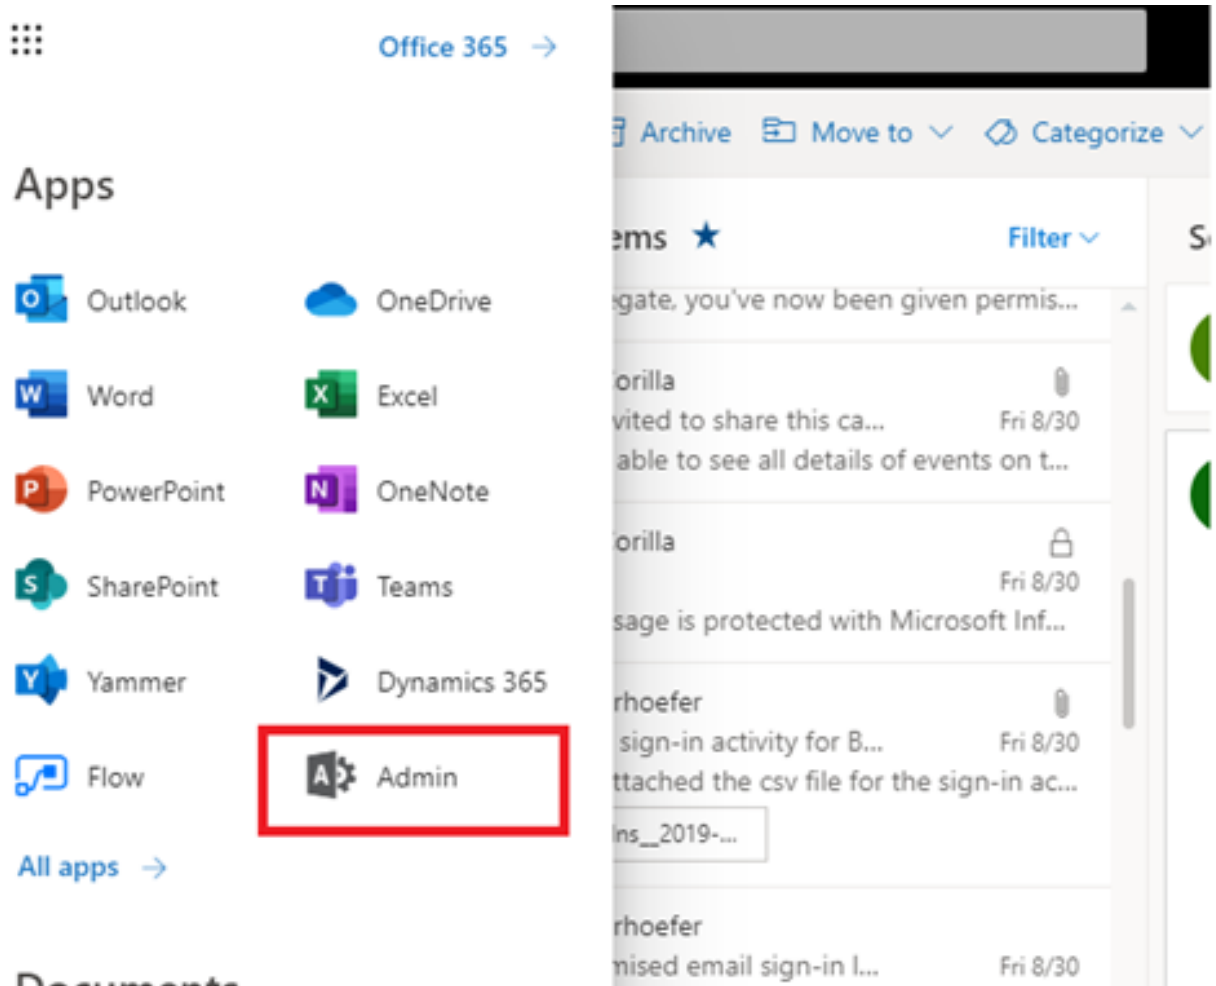 Office 365 →
Apps
Outlook
OneDrive
Word
Excel
PowerPoint
OneNote
SharePoint
Teams
Yammer
Dynamics 365
Flow
Admin
All apps →
Documents
Archive Move to Categorize
ems ★ Filter
egate, you've now been given permis...
orilla
vited to share this ca... Fri 8/30
able to see all details of events on t...
orilla
Fri 8/30
sage is protected with Microsoft Inf...
rhoefer
sign-in activity for B... Fri 8/30
ttached the csv file for the sign-in ac...
Ins__2019-...
rhoefer
mised email sign-in l... Fri 8/30